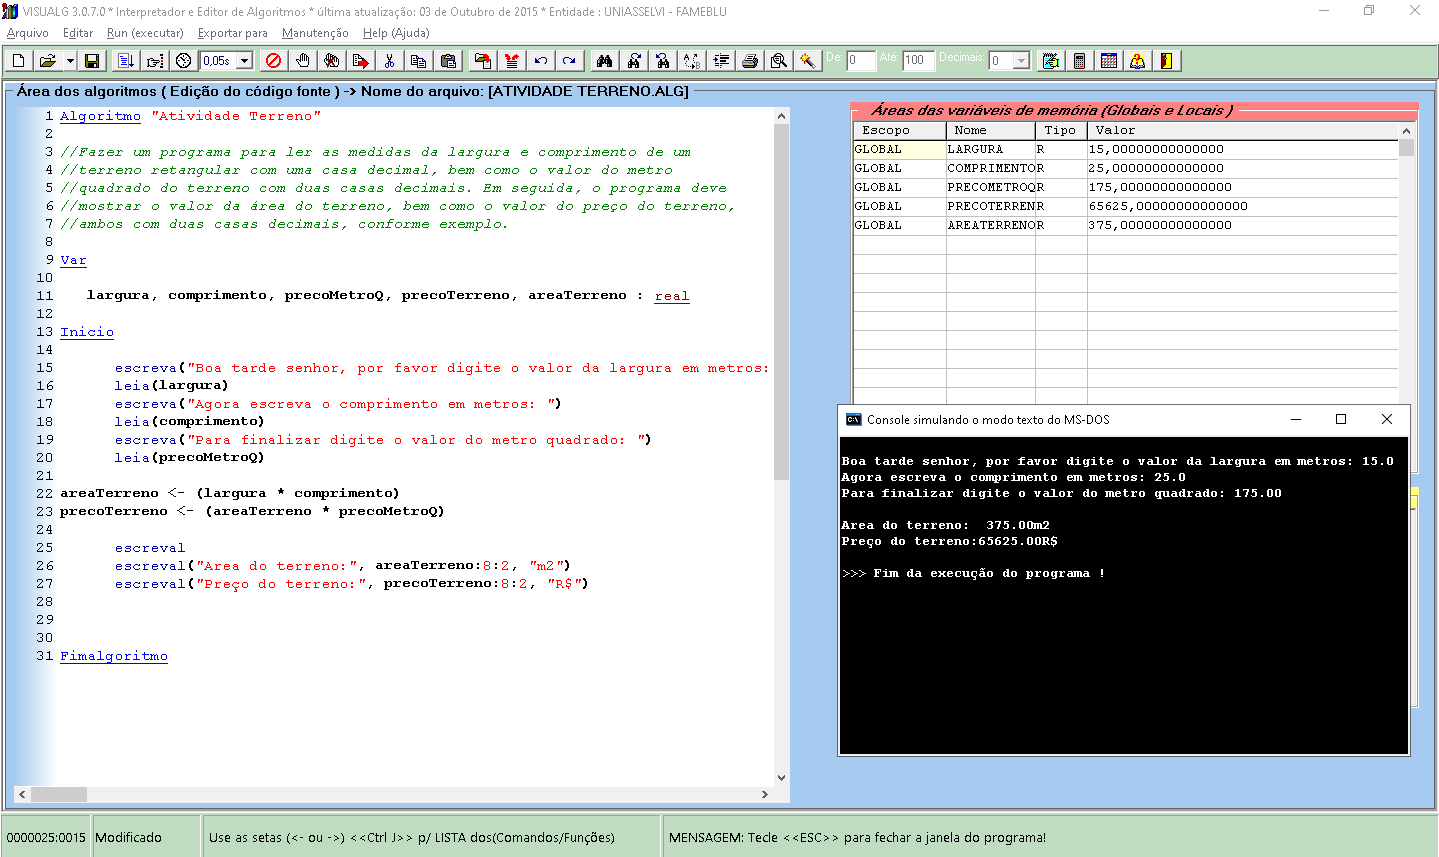 VISUALG 3.0.7.0 * Interpretador e Editor de Algoritmos * última atualização: 03 de Outubro de 2015 * Entidade : UNIASSELVI - FAMEBLU
Arquivo Editar Run (executar) Exportar para Manutenção Help (Ajuda)
0,05s De: 0 Até: 100 Decimais: 0
Área dos algoritmos ( Edição do código fonte ) -> Nome do arquivo: [ATIVIDADE TERRENO.ALG]
1 Algoritmo "Atividade Terreno"
2
3 //Fazer um programa para ler as medidas da largura e comprimento de um
4 //terreno retangular com uma casa decimal, bem como o valor do metro
5 //quadrado do terreno com duas casas decimais. Em seguida, o programa deve
6 //mostrar o valor da área do terreno, bem como o valor do preço do terreno,
7 //ambos com duas casas decimais, conforme exemplo.
8
9 Var
10
11 largura, comprimento, precoMetroQ, precoTerreno, areaTerreno : real
12
13 Inicio
14
15 escreva("Boa tarde senhor, por favor digite o valor da largura em metros:
16 leia(largura)
17 escreva("Agora escreva o comprimento em metros: ")
18 leia(comprimento)
19 escreva("Para finalizar digite o valor do metro quadrado: ")
20 leia(precoMetroQ)
21
22 areaTerreno <- (largura * comprimento)
23 precoTerreno <- (areaTerreno * precoMetroQ)
24
25 escreval
26 escreval("Area do terreno:", areaTerreno:8:2, "m2")
27 escreval("Preço do terreno:", precoTerreno:8:2, "R$")
28
29
30
31 Fimalgoritmo
Áreas das variáveis de memória (Globais e Locais )
Escopo Nome Tipo Valor
GLOBAL LARGURA R 15,00000000000000
GLOBAL COMPRIMENTO R 25,00000000000000
GLOBAL PRECOMETROQ R 175,00000000000000
GLOBAL PRECOTERREN R 65625,00000000000000
GLOBAL AREATERRENO R 375,00000000000000
C:\ Console simulando o modo texto do MS-DOS
Boa tarde senhor, por favor digite o valor da largura em metros: 15.0
Agora escreva o comprimento em metros: 25.0
Para finalizar digite o valor do metro quadrado: 175.00
Area do terreno:  375.00m2
Preço do terreno:65625.00R$
>>> Fim da execução do programa !
0000025:0015 Modificado Use as setas (<- ou ->) <<Ctrl J>> p/ LISTA dos(Comandos/Funções) MENSAGEM: Tecle <<ESC>> para fechar a janela do programa!